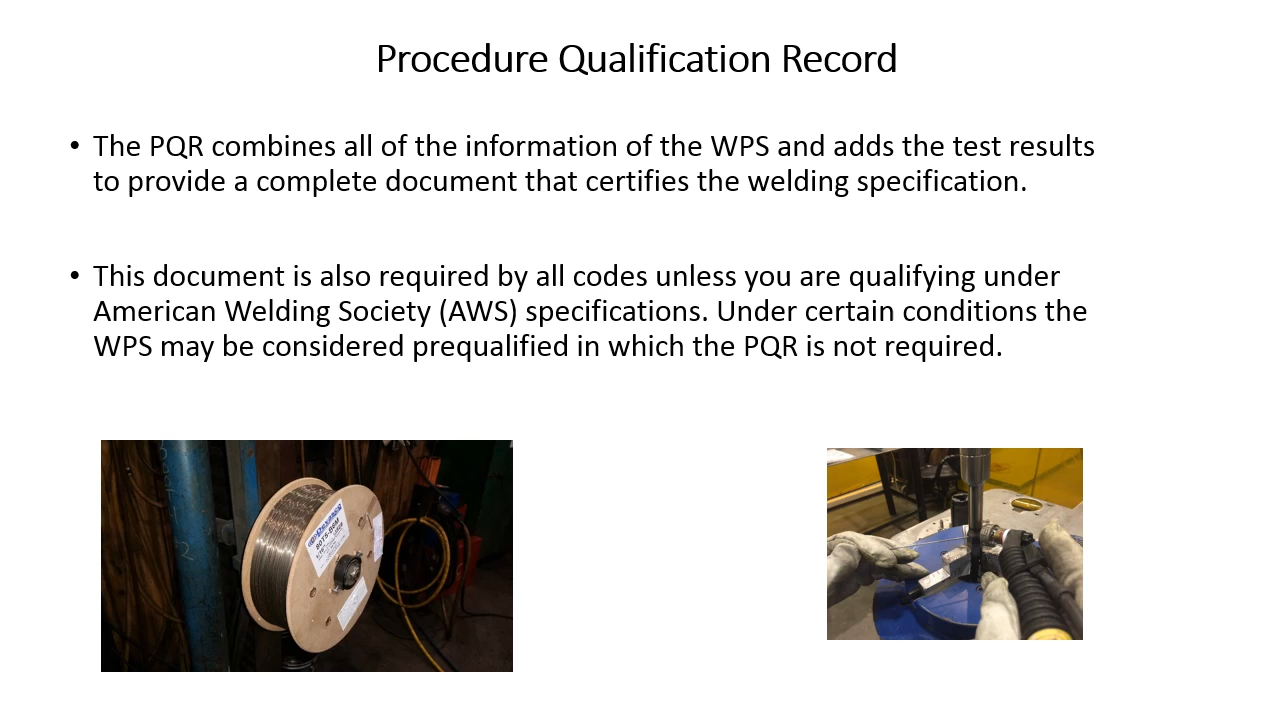 Procedure Qualification Record
• The PQR combines all of the information of the WPS and adds the test results
to provide a complete document that certifies the welding specification.
• This document is also required by all codes unless you are qualifying under
American Welding Society (AWS) specifications. Under certain conditions the
WPS may be considered prequalified in which the PQR is not required.